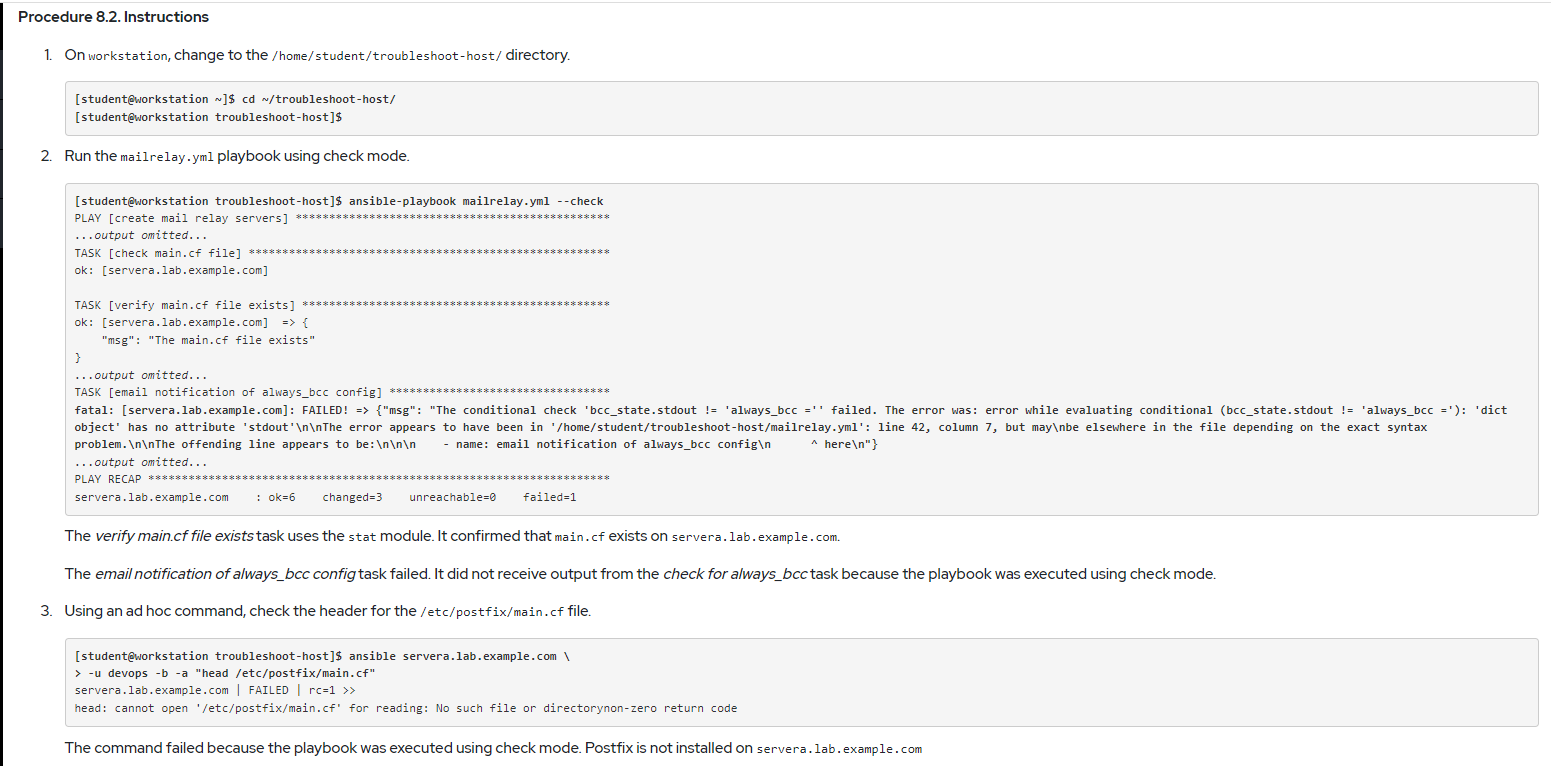 Procedure 8.2. Instructions
1. On workstation, change to the /home/student/troubleshoot-host/ directory.
[student@workstation ~]$ cd ~/troubleshoot-host/
[student@workstation troubleshoot-host]$
2. Run the mailrelay.yml playbook using check mode.
[student@workstation troubleshoot-host]$ ansible-playbook mailrelay.yml --check
PLAY [create mail relay servers] ***********************************************
...output omitted...
TASK [check main.cf file] ******************************************************
ok: [servera.lab.example.com]
TASK [verify main.cf file exists] **********************************************
ok: [servera.lab.example.com]  => {
    "msg": "The main.cf file exists"
}
...output omitted...
TASK [email notification of always_bcc config] *********************************
fatal: [servera.lab.example.com]: FAILED! => {"msg": "The conditional check 'bcc_state.stdout != 'always_bcc ='' failed. The error was: error while evaluating conditional (bcc_state.stdout != 'always_bcc ='): 'dict
object' has no attribute 'stdout'\n\nThe error appears to have been in '/home/student/troubleshoot-host/mailrelay.yml': line 42, column 7, but may\nbe elsewhere in the file depending on the exact syntax
problem.\n\nThe offending line appears to be:\n\n\n    - name: email notification of always_bcc config\n      ^ here\n"}
...output omitted...
PLAY RECAP *********************************************************************
servera.lab.example.com    : ok=6    changed=3    unreachable=0    failed=1
The verify main.cf file exists task uses the stat module. It confirmed that main.cf exists on servera.lab.example.com.
The email notification of always_bcc config task failed. It did not receive output from the check for always_bcc task because the playbook was executed using check mode.
3. Using an ad hoc command, check the header for the /etc/postfix/main.cf file.
[student@workstation troubleshoot-host]$ ansible servera.lab.example.com \
> -u devops -b -a "head /etc/postfix/main.cf"
servera.lab.example.com | FAILED | rc=1 >>
head: cannot open '/etc/postfix/main.cf' for reading: No such file or directorynon-zero return code
The command failed because the playbook was executed using check mode. Postfix is not installed on servera.lab.example.com